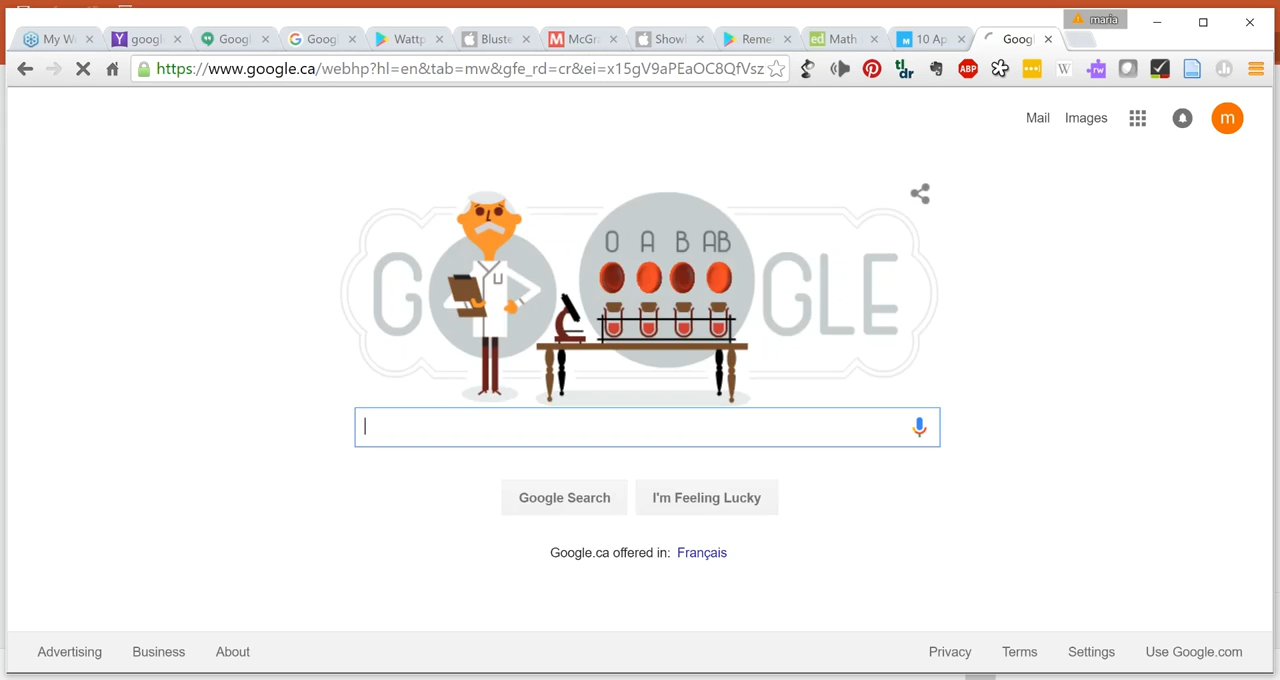 maria
My W
googl
Googl
Googl
Wattp
Bluste
McGr
Showl
Reme
Math
10 Ap
Googl
https://www.google.ca/webhp?hl=en&tab=mw&gfe_rd=cr&ei=x15gV9aPEaOC8QfVsz
Mail Images m
O A B AB
GOOGLE
Google Search I'm Feeling Lucky
Google.ca offered in: Français
Advertising Business About Privacy Terms Settings Use Google.com